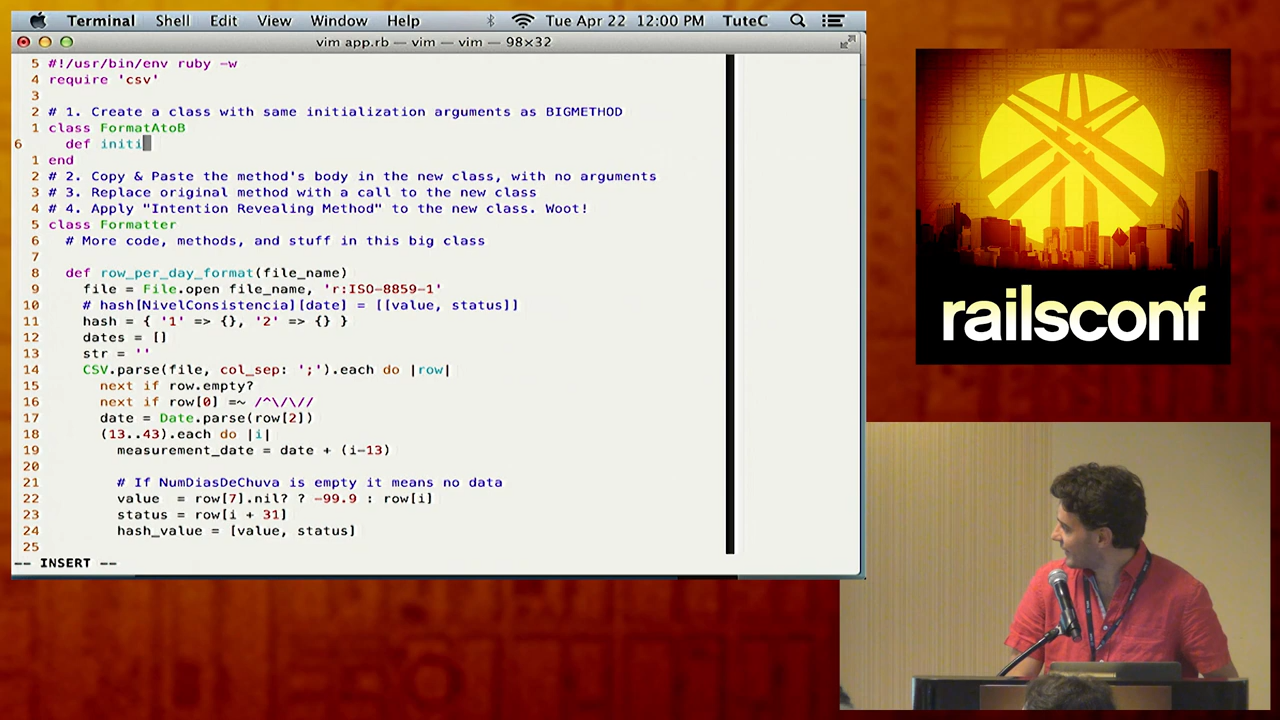 Terminal Shell Edit View Window Help Tue Apr 22 12:00 PM TuteC
vim app.rb — vim — vim — 98×32
5 #!/usr/bin/env ruby -w
4 require 'csv'
3
2 # 1. Create a class with same initialization arguments as BIGMETHOD
1 class FormatAtoB
6 def initi
1 end
2 # 2. Copy & Paste the method's body in the new class, with no arguments
3 # 3. Replace original method with a call to the new class
4 # 4. Apply "Intention Revealing Method" to the new class. Woot!
5 class Formatter
6 # More code, methods, and stuff in this big class
7
8 def row_per_day_format(file_name)
9 file = File.open file_name, 'r:ISO-8859-1'
10 # hash[NivelConsistencia][date] = [[value, status]]
11 hash = { '1' => {}, '2' => {} }
12 dates = []
13 str = ''
14 CSV.parse(file, col_sep: ';').each do |row|
15 next if row.empty?
16 next if row[0] =~ /^\/\//
17 date = Date.parse(row[2])
18 (13..43).each do |i|
19 measurement_date = date + (i-13)
20
21 # If NumDiasDeChuva is empty it means no data
22 value  = row[7].nil? ? -99.9 : row[i]
23 status = row[i + 31]
24 hash_value = [value, status]
25
-- INSERT --
railsconf